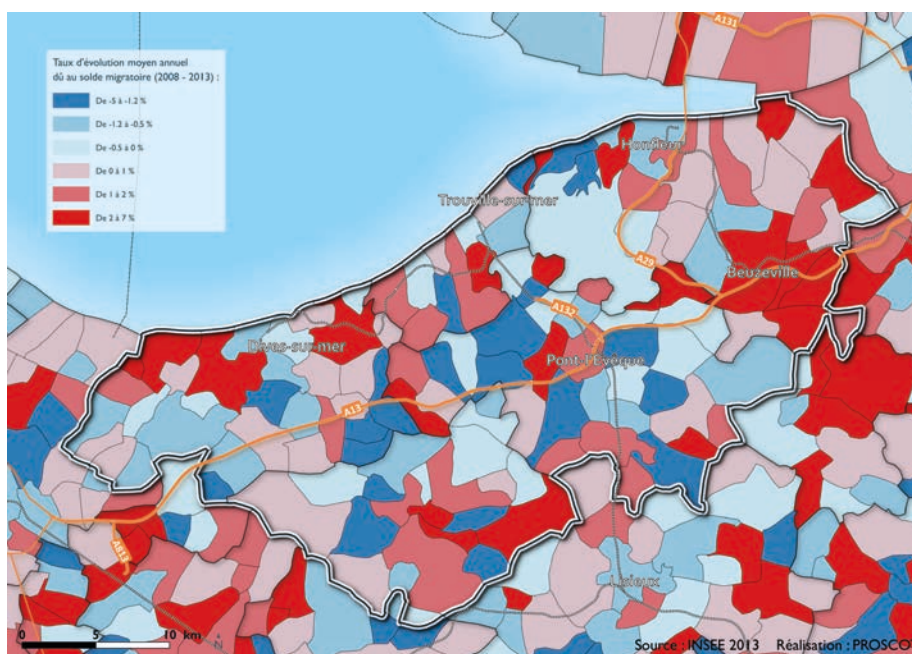 Taux d'évolution moyen annuel
dû au solde migratoire (2008 - 2013) :
De -5 à -1.2 %
De -1.2 à -0.5 %
De -0.5 à 0 %
De 0 à 1 %
De 1 à 2 %
De 2 à 7 %
A131
Honfleur
Trouville-sur-mer
A29
Beuzeville
A132
Dives-sur-mer
Pont-l'Evêque
A13
A813
Lisieux
0 5 10 km
N
Source : INSEE 2013 Réalisation : PROSCOT